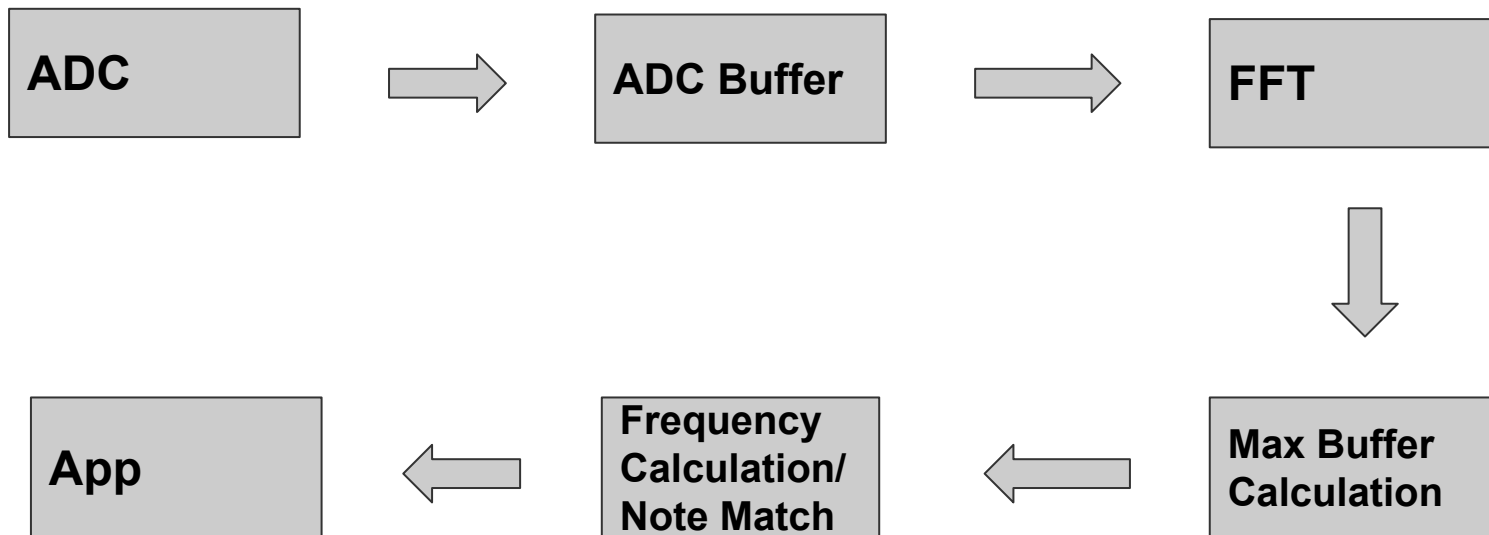 ADC
ADC Buffer
FFT
App
Frequency
Calculation/
Note Match
Max Buffer
Calculation